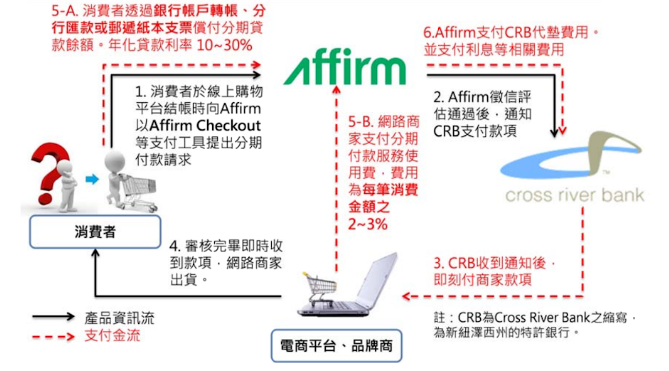 5-A. 消費者透過銀行帳戶轉帳、分
行匯款或郵遞紙本支票償付分期貸
款餘額。年化貸款利率 10~30%
affirm
6.Affirm支付CRB代墊費用。
並支付利息等相關費用
1. 消費者於線上購物
平台結帳時向Affirm
以Affirm Checkout
等支付工具提出分期
付款請求
2. Affirm徵信評
估通過後，通知
CRB支付款項
5-B. 網路商
家支付分期
付款服務使
用費，費用
為每筆消費
金額之
2~3%
cross river bank
TM
消費者
4. 審核完畢即時收
到款項，網路商家
出貨。
3. CRB收到通知後，
即刻付商家款項
產品資訊流
支付金流
電商平台、品牌商
註：CRB為Cross River Bank之縮寫，
為新紐澤西州的特許銀行。